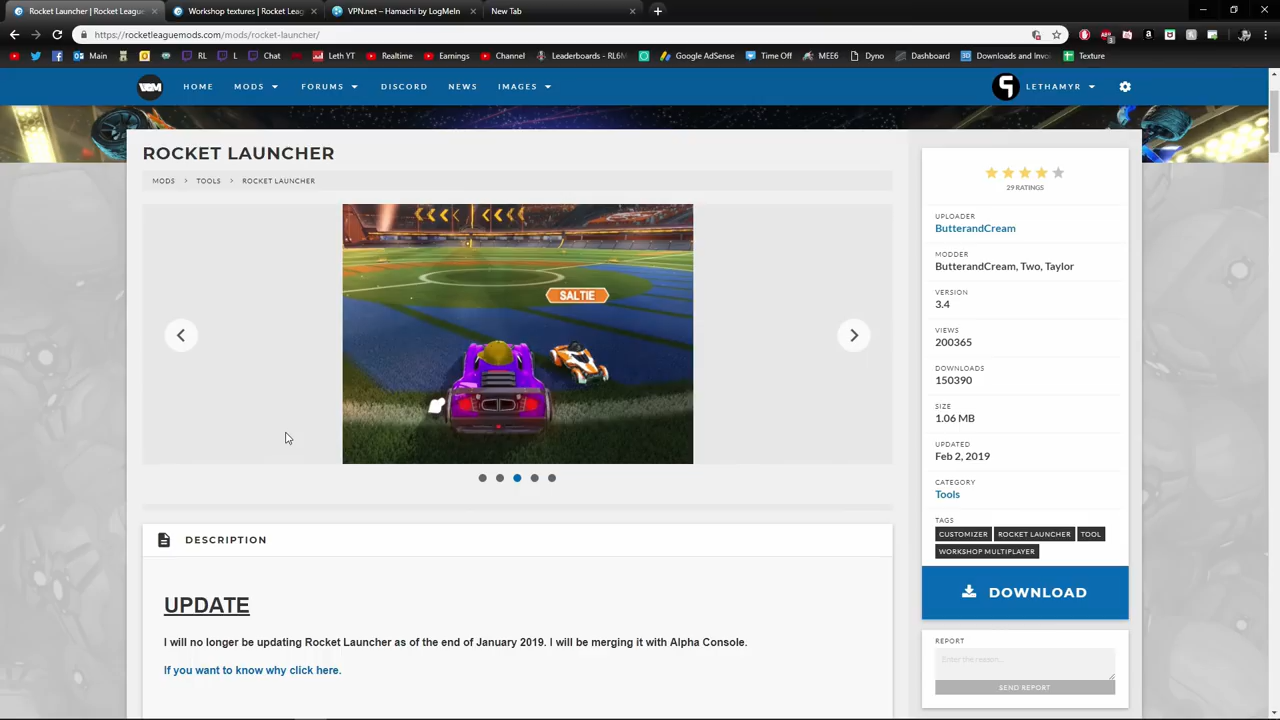 Rocket Launcher | Rocket Leag
Workshop textures | Rocket L
VPN.net – Hamachi by LogMeIn
New Tab
https://rocketleaguemods.com/mods/rocket-launcher/
Main
RL
L
Chat
Leth YT
Realtime
Earnings
Channel
Leaderboards - RL6M
Google AdSense
Time Off
MEE6
Dyno
Dashboard
Downloads and Invo
Texture
HOME
MODS
FORUMS
DISCORD
NEWS
IMAGES
LETHAMYR
ROCKET LAUNCHER
MODS > TOOLS > ROCKET LAUNCHER
SALTIE
29 RATINGS
UPLOADER
ButterandCream
MODDER
ButterandCream, Two, Taylor
VERSION
3.4
VIEWS
200365
DOWNLOADS
150390
SIZE
1.06 MB
UPDATED
Feb 2, 2019
CATEGORY
Tools
TAGS
CUSTOMIZER ROCKET LAUNCHER TOOL
WORKSHOP MULTIPLAYER
DOWNLOAD
REPORT
Enter the reason...
SEND REPORT
DESCRIPTION
UPDATE
I will no longer be updating Rocket Launcher as of the end of January 2019. I will be merging it with Alpha Console.
If you want to know why click here.